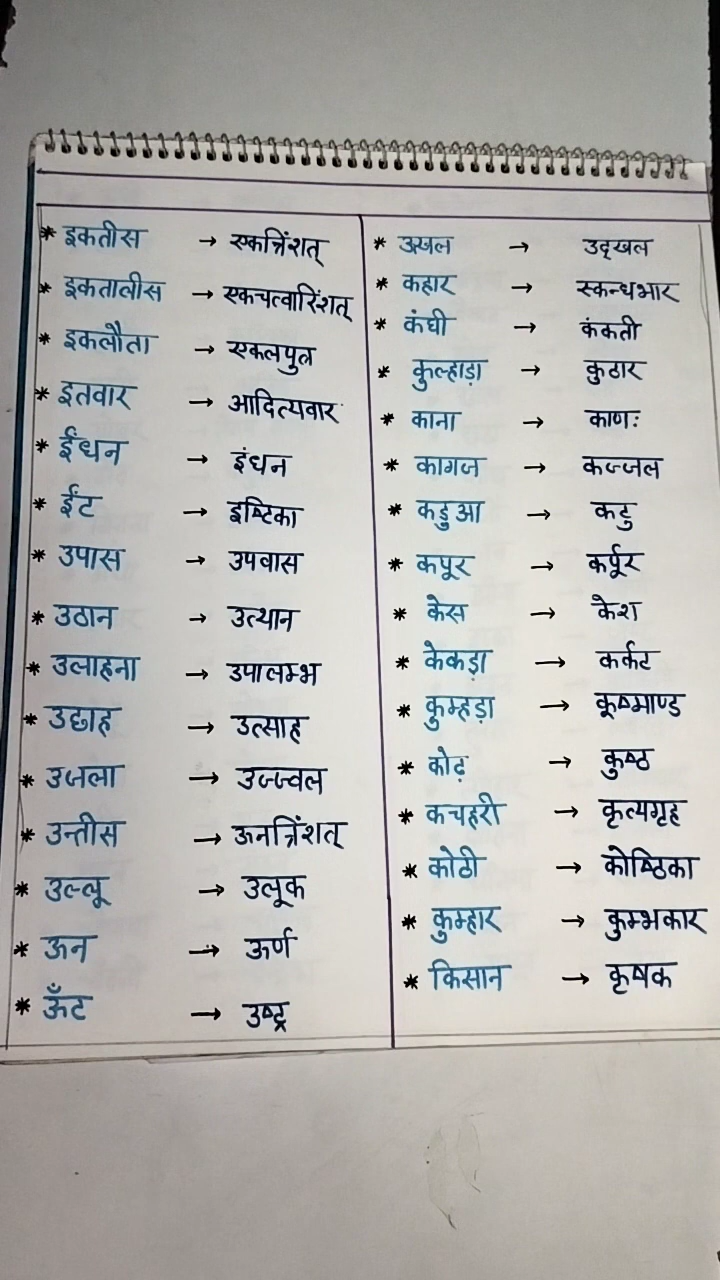 * इकतीस → एकत्रिंशत्
* इकतालीस → एकचत्वारिंशत्
* इकलौता → एकलपुत्र
* इतवार → आदित्यवार
* ईंधन → इंधन
* ईंट → इष्टिका
* उपास → उपवास
* उठान → उत्थान
* उलाहना → उपालम्भ
* उछाह → उत्साह
* उजला → उज्ज्वल
* उन्तीस → ऊनत्रिंशत्
* उल्लू → उलूक
* ऊन → ऊर्ण
* ऊँट → उष्ट्र
* उखल → उदूखल
* कहार → स्कन्धभार
* कंघी → कंकती
* कुल्हाड़ा → कुठार
* काना → काणः
* कागज → कज्जल
* कडुआ → कटु
* कपूर → कर्पूर
* केस → केश
* केकड़ा → कर्कट
* कुम्हड़ा → कूष्माण्ड
* कोढ़ → कुष्ठ
* कचहरी → कृत्यगृह
* कोठी → कोष्ठिका
* कुम्हार → कुम्भकार
* किसान → कृषक